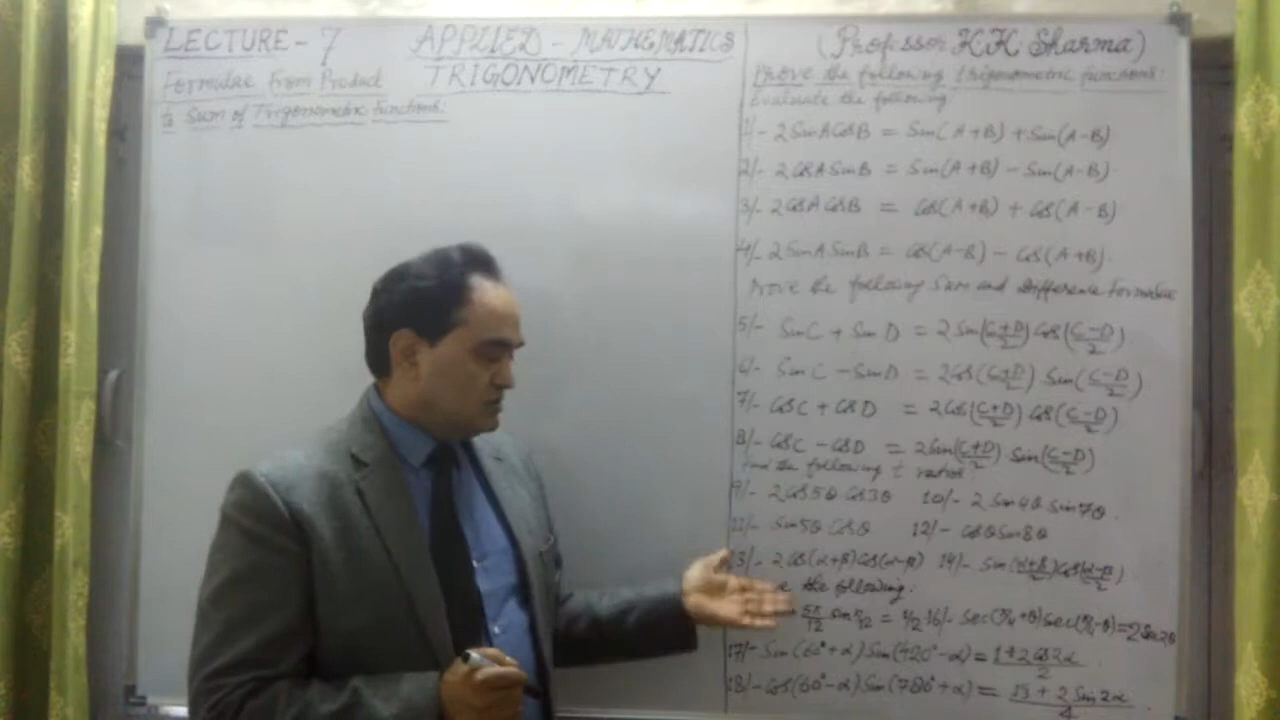 LECTURE - 7 APPLIED - MATHEMATICS
TRIGONOMETRY
Formulae From Product
to Sum of Trigonometric functions:
(Professor KK Sharma)
Prove the following trigonometric functions:
Evaluate the following
1/- 2 Sin A Cos B = Sin(A+B) + Sin(A-B)
2/- 2 Cos A Sin B = Sin(A+B) - Sin(A-B)
3/- 2 Cos A Cos B = Cos(A+B) + Cos(A-B)
4/- 2 Sin A Sin B = Cos(A-B) - Cos(A+B).
Prove the following Sum and Difference Formulae
5/- Sin C + Sin D = 2 Sin(C+D/2) Cos(C-D/2)
6/- Sin C - Sin D = 2 Cos(C+D/2) Sin(C-D/2)
7/- Cos C + Cos D = 2 Cos(C+D/2) Cos(C-D/2)
8/- Cos C - Cos D = 2 Sin(C+D/2) . Sin(C-D/2)
Find the following t ratios
9/- 2 Cos 5θ Cos 3θ 10/- 2 Sin 4θ Sin 7θ.
11/- Sin 5θ Cos θ 12/- Cos θ Sin 8θ
13/- 2 Cos(α+β) Cos(α-β) 14/- Sin(α+β/2) Cos(α-β/2)
the following:
5π/12 Sin π/12 = 1/2 16/- Sec(π/4+θ) Sec(π/4-θ) = 2 Sec 2θ
17/- Sin(60°+α) Sin(420°-α) = 1+2 Cos 2α/2
18/- Cos(60°-α) Sin(780°+α) = √3 + 2 Sin 2α/4